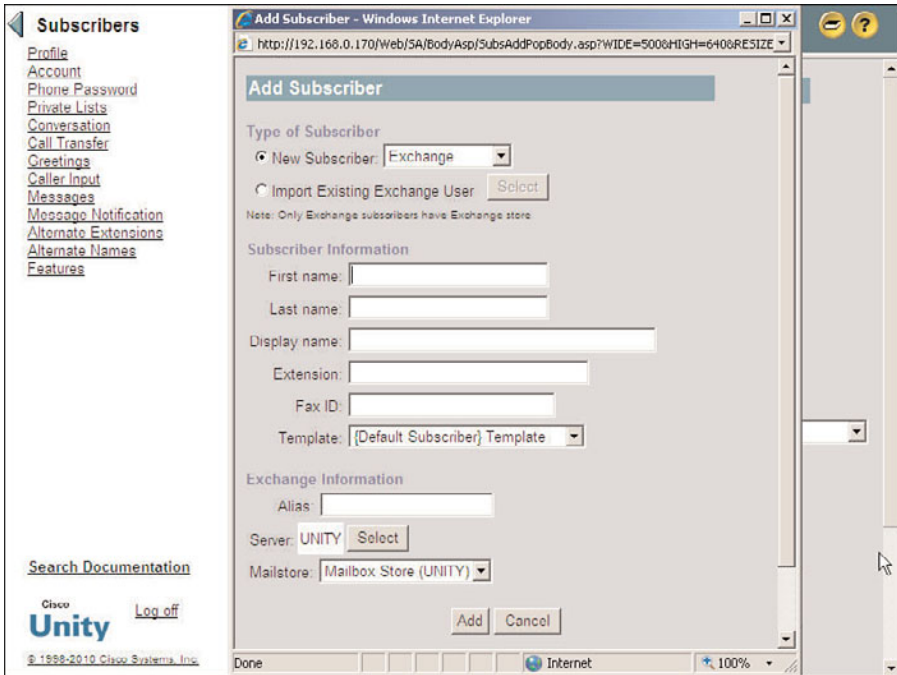 Subscribers
Profile
Account
Phone Password
Private Lists
Conversation
Call Transfer
Greetings
Caller Input
Messages
Message Notification
Alternate Extensions
Alternate Names
Features
Search Documentation
Cisco
Unity
Log off
© 1998-2010 Cisco Systems, Inc.
Add Subscriber - Windows Internet Explorer
http://192.168.0.170/Web/SA/BodyAsp/SubsAddPopBody.asp?WIDE=500&HIGH=640&RESIZE
Add Subscriber
Type of Subscriber
New Subscriber: Exchange
Import Existing Exchange User Select
Note: Only Exchange subscribers have Exchange store
Subscriber Information
First name:
Last name:
Display name:
Extension:
Fax ID:
Template: {Default Subscriber} Template
Exchange Information
Alias:
Server: UNITY Select
Mailstore: Mailbox Store (UNITY)
Add Cancel
Done Internet 100%
?